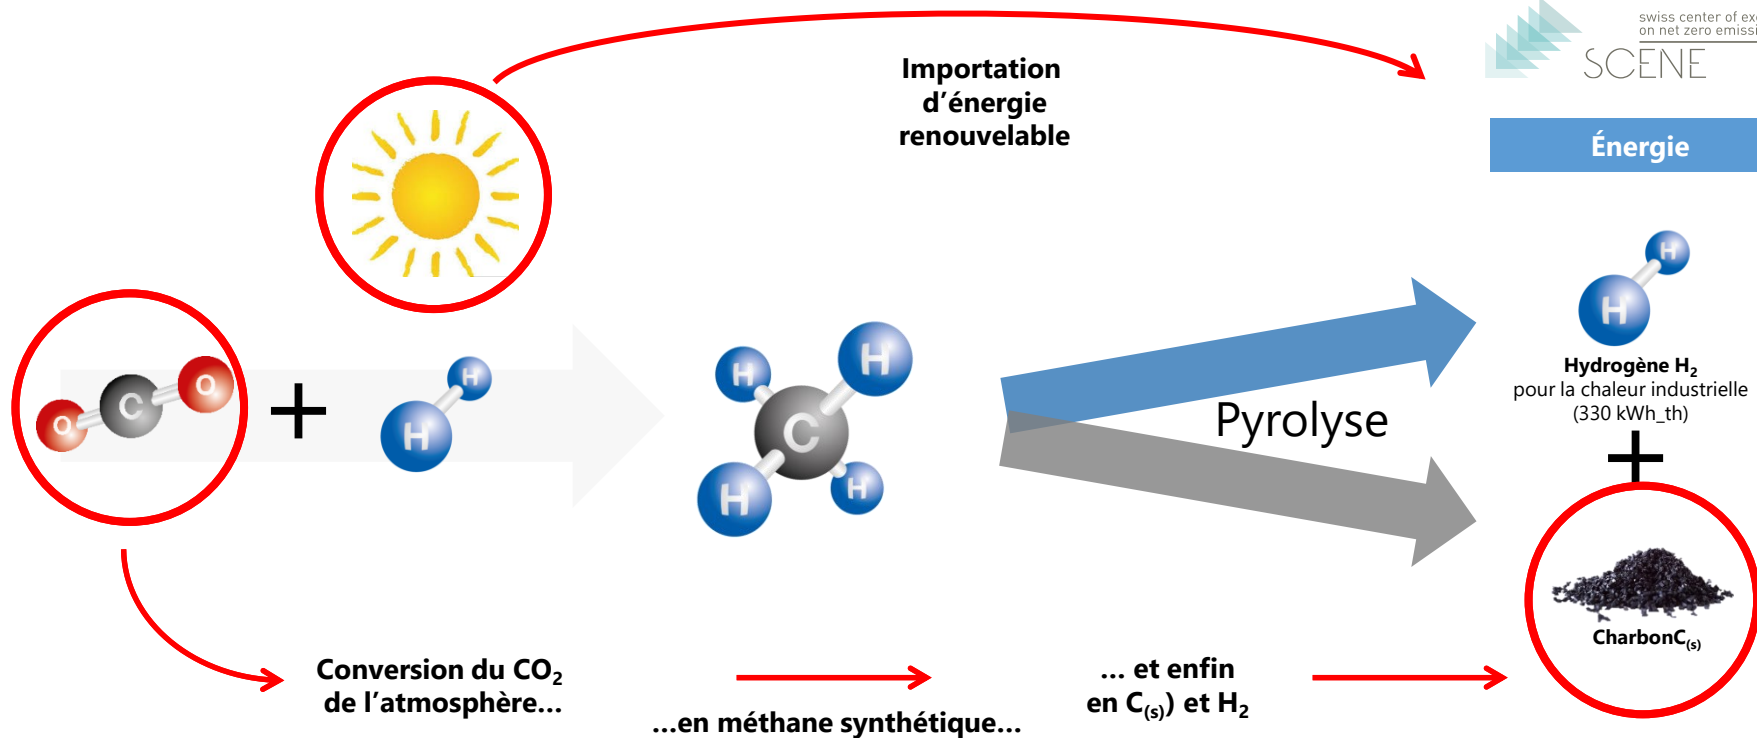 swiss center of ex
on net zero emissi
SCENE
Importation
d’énergie
renouvelable
Énergie
O
C
O
+
H
H
H
H
C
H
H
Pyrolyse
H
H
Hydrogène H₂
pour la chaleur industrielle
(330 kWh_th)
+
CharbonC₍ₛ₎
Conversion du CO₂
de l’atmosphère...
...en méthane synthétique...
... et enfin
en C₍ₛ₎) et H₂